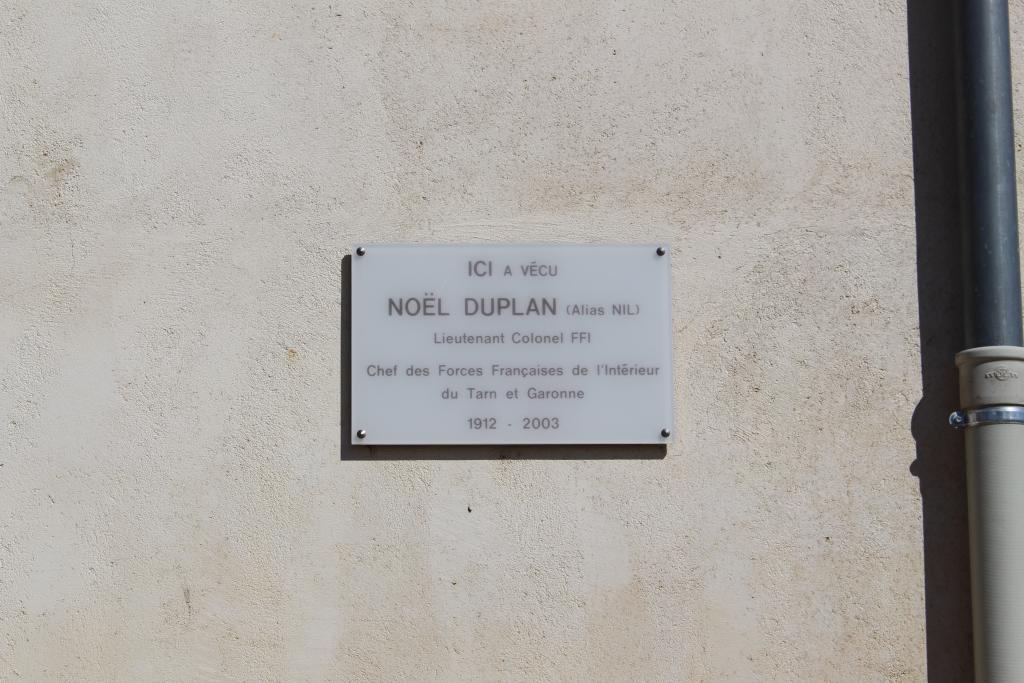 ICI A VÉCU
NOËL DUPLAN (Alias NIL)
Lieutenant Colonel FFI
Chef des Forces Françaises de l'Intérieur
du Tarn et Garonne
1912 - 2003